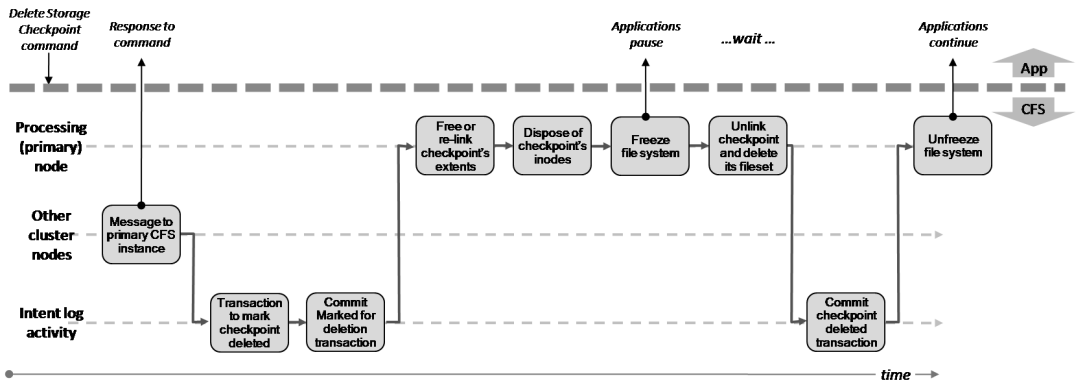 Delete Storage
Checkpoint
command
Response to
command
Applications
pause
...wait ...
Applications
continue
App
CFS
Processing
(primary)
node
Free or
re-link
checkpoint's
extents
Dispose of
checkpoint's
inodes
Freeze
file system
Unlink
checkpoint
and delete
its fileset
Unfreeze
file system
Other
cluster
nodes
Message to
primary CFS
instance
Intent log
activity
Transaction
to mark
checkpoint
deleted
Commit
Marked for
deletion
transaction
Commit
checkpoint
deleted
transaction
time